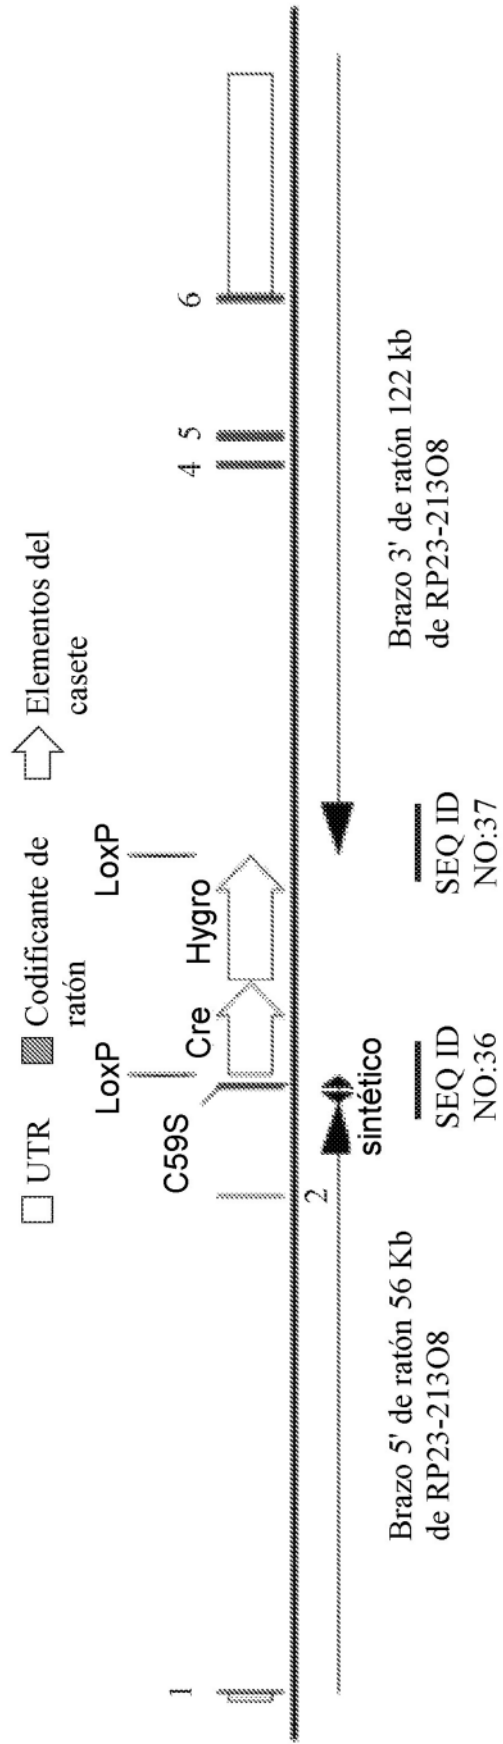 UTR
Codificante de
ratón
Elementos del
casete
LoxP
LoxP
C59S
Cre
Hygro
1
2
4
5
6
sintético
Brazo 5' de ratón 56 Kb
de RP23-213O8
SEQ ID
NO:36
SEQ ID
NO:37
Brazo 3' de ratón 122 kb
de RP23-213O8